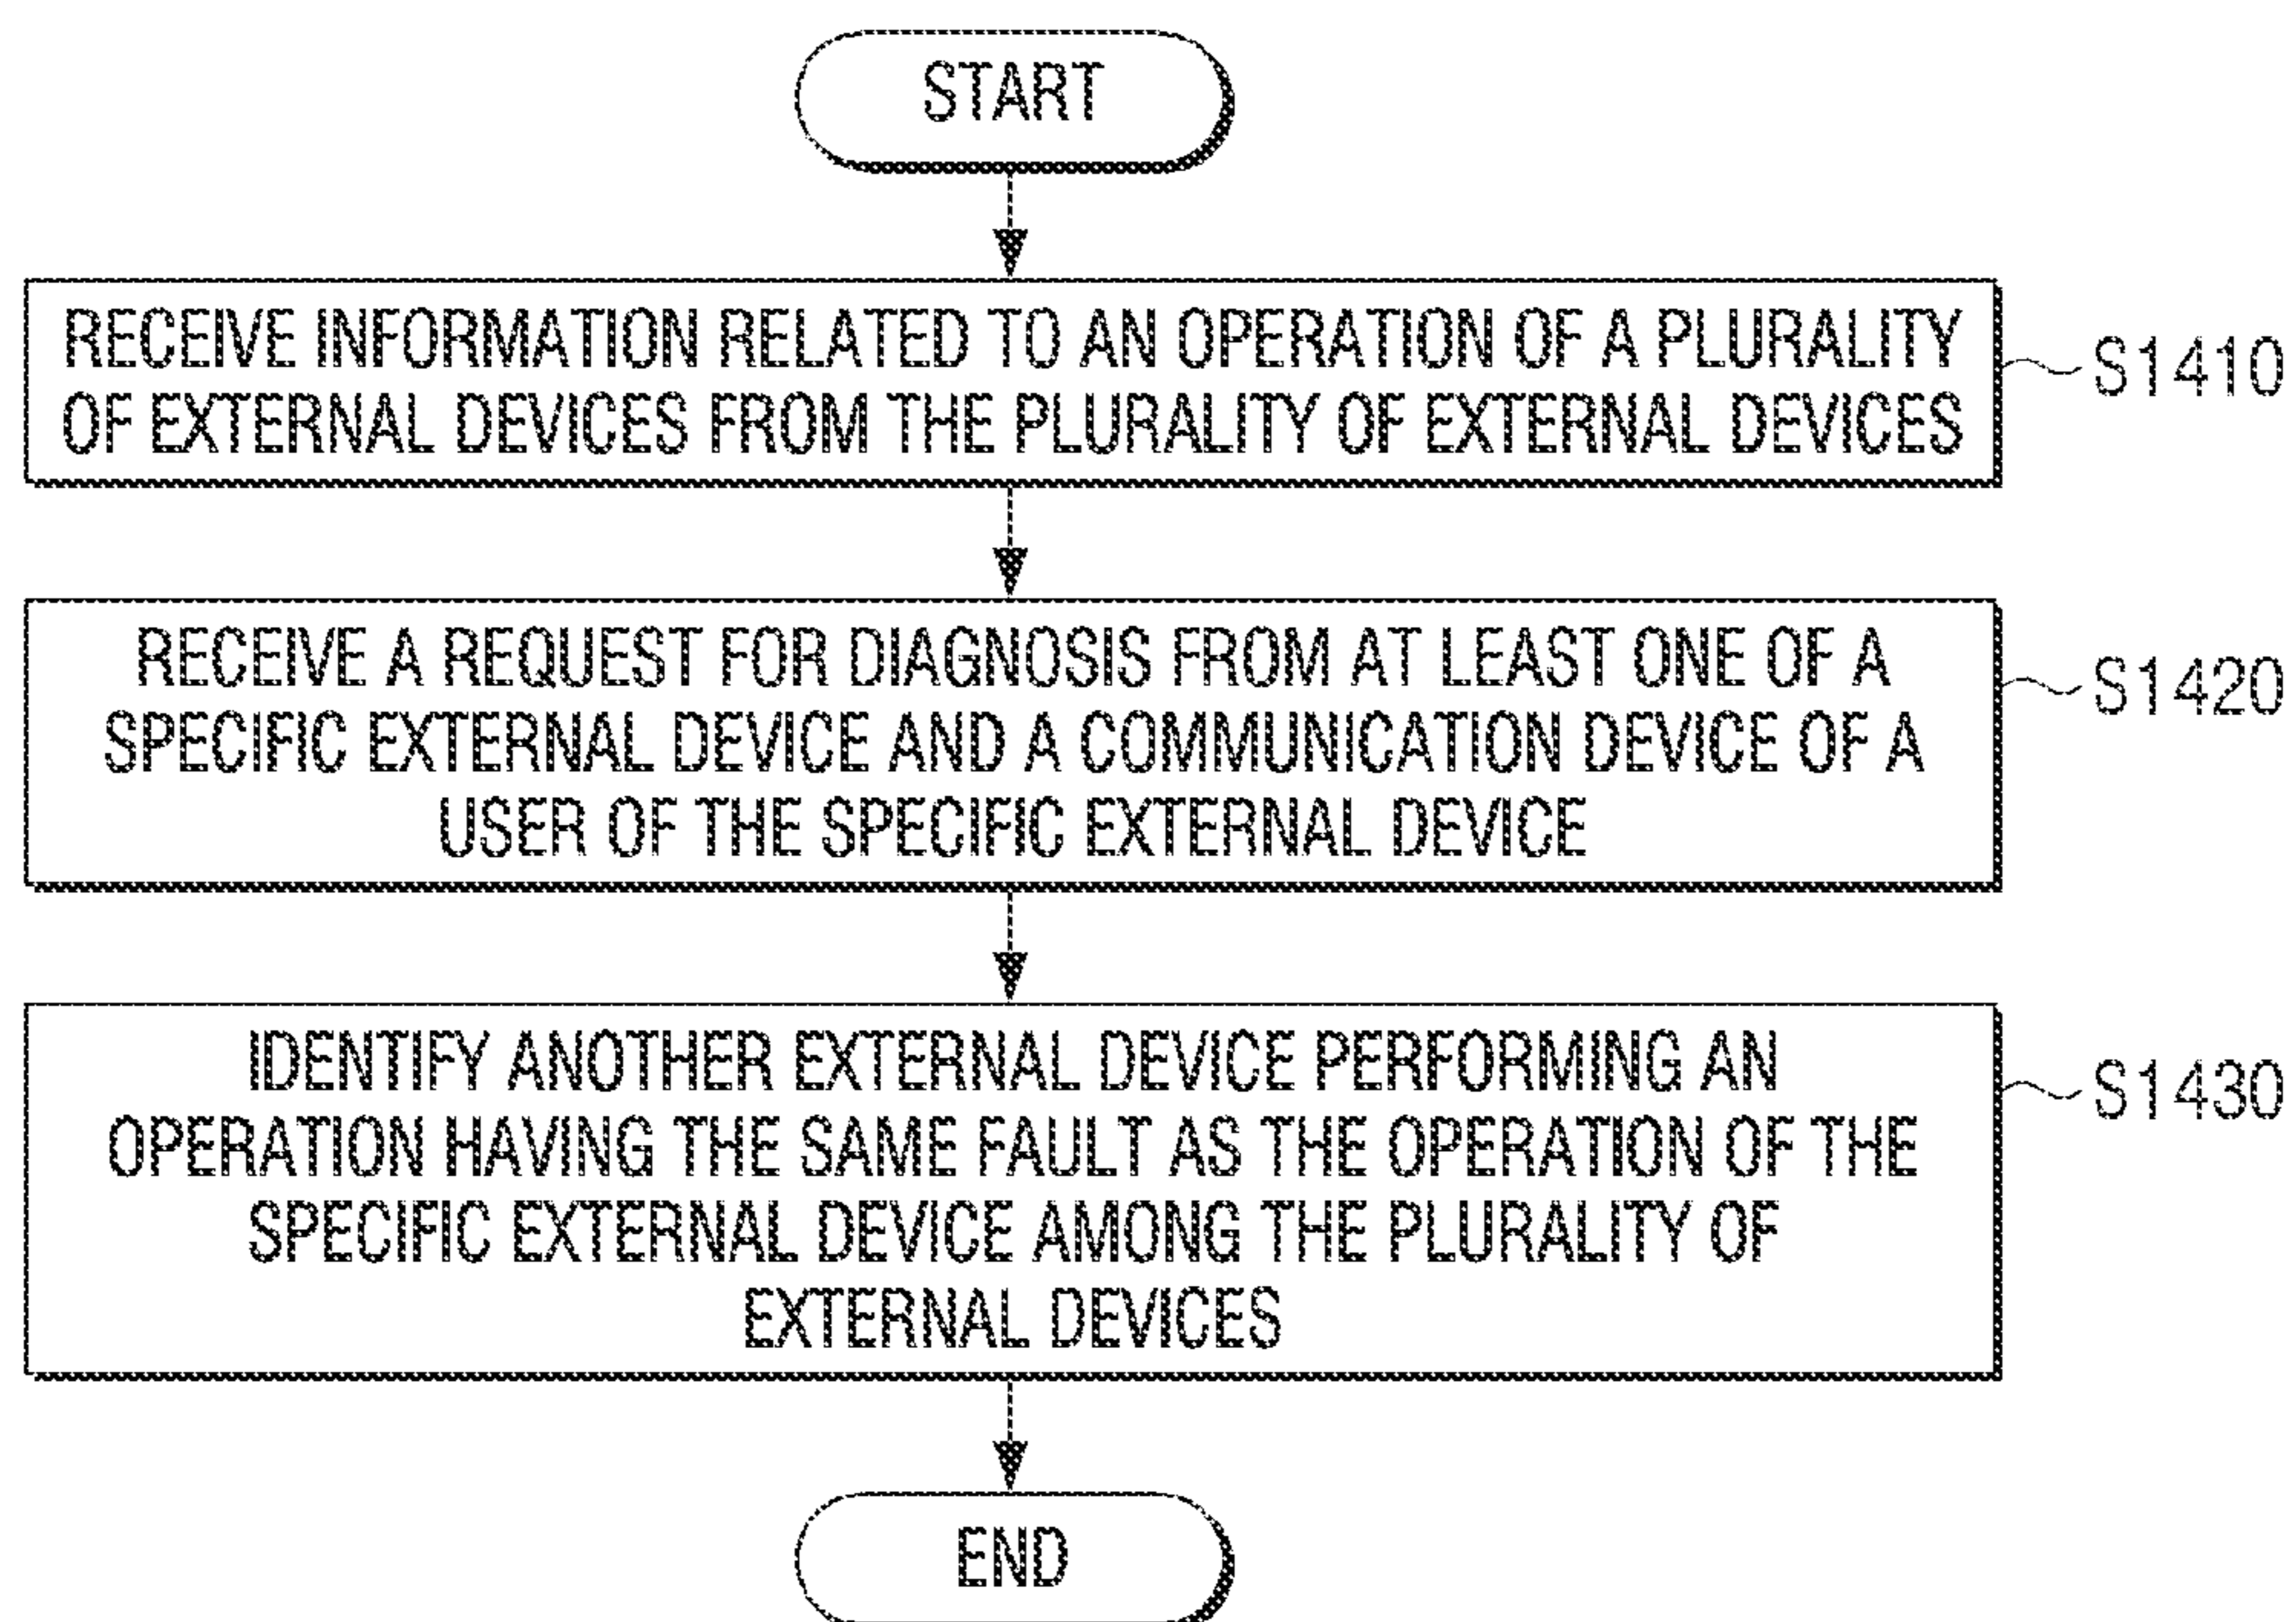 START
RECEIVE INFORMATION RELATED TO AN OPERATION OF A PLURALITY
OF EXTERNAL DEVICES FROM THE PLURALITY OF EXTERNAL DEVICES
S1410
RECEIVE A REQUEST FOR DIAGNOSIS FROM AT LEAST ONE OF A
SPECIFIC EXTERNAL DEVICE AND A COMMUNICATION DEVICE OF A
USER OF THE SPECIFIC EXTERNAL DEVICE
S1420
IDENTIFY ANOTHER EXTERNAL DEVICE PERFORMING AN
OPERATION HAVING THE SAME FAULT AS THE OPERATION OF THE
SPECIFIC EXTERNAL DEVICE AMONG THE PLURALITY OF
EXTERNAL DEVICES
S1430
END